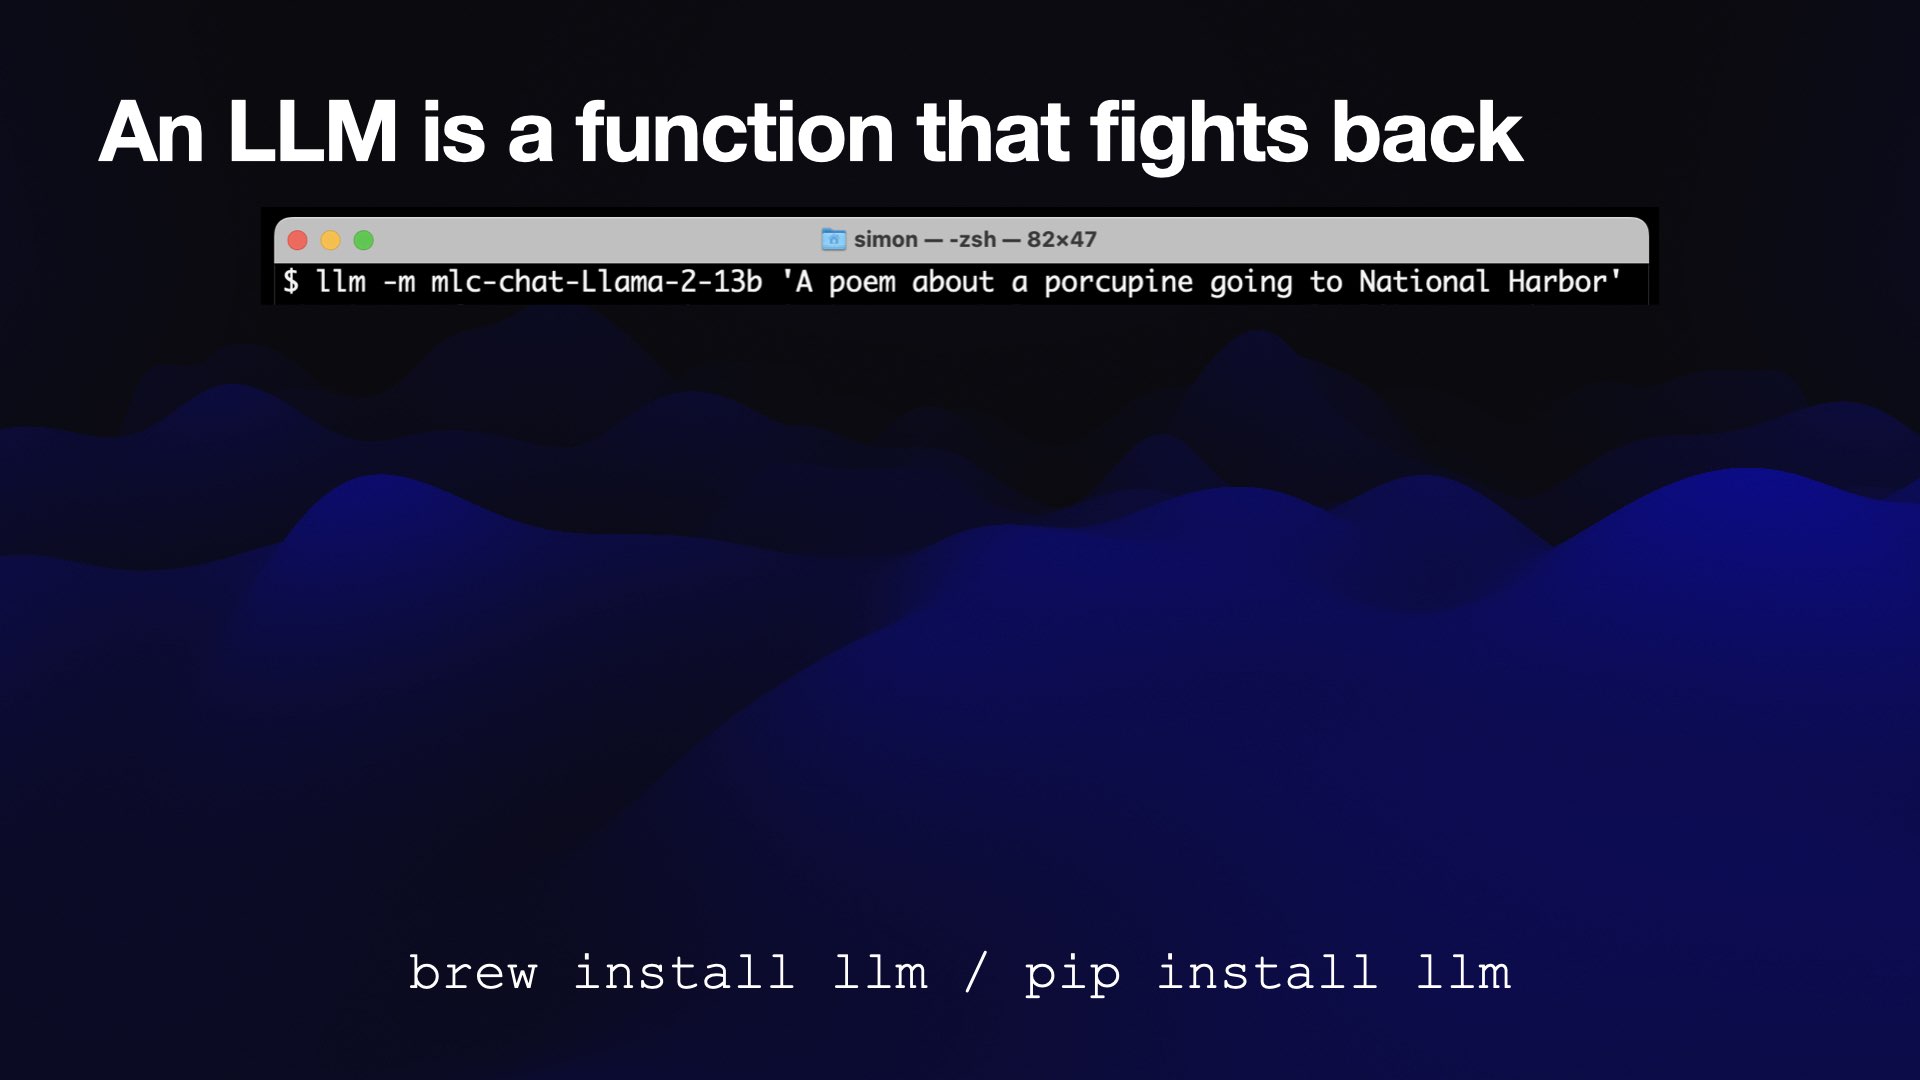 An LLM is a function that fights back
simon — -zsh — 82×47
$ llm -m mlc-chat-Llama-2-13b 'A poem about a porcupine going to National Harbor'
brew install llm / pip install llm